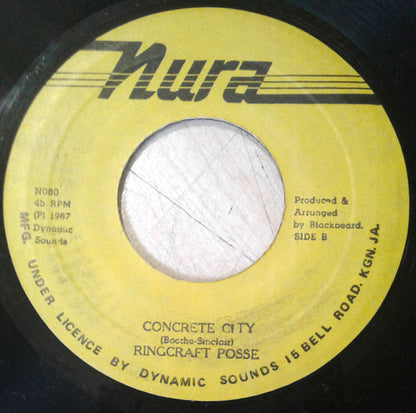 Nura
N080
45 RPM
(P) 1987
Dynamic
Sounds
Produced &
Arranged
by Blackbeard.
SIDE B
CONCRETE CITY
(Boothe-Sinclair)
RINGCRAFT POSSE
MFG. UNDER LICENCE BY DYNAMIC SOUNDS 15 BELL ROAD. KGN. JA.